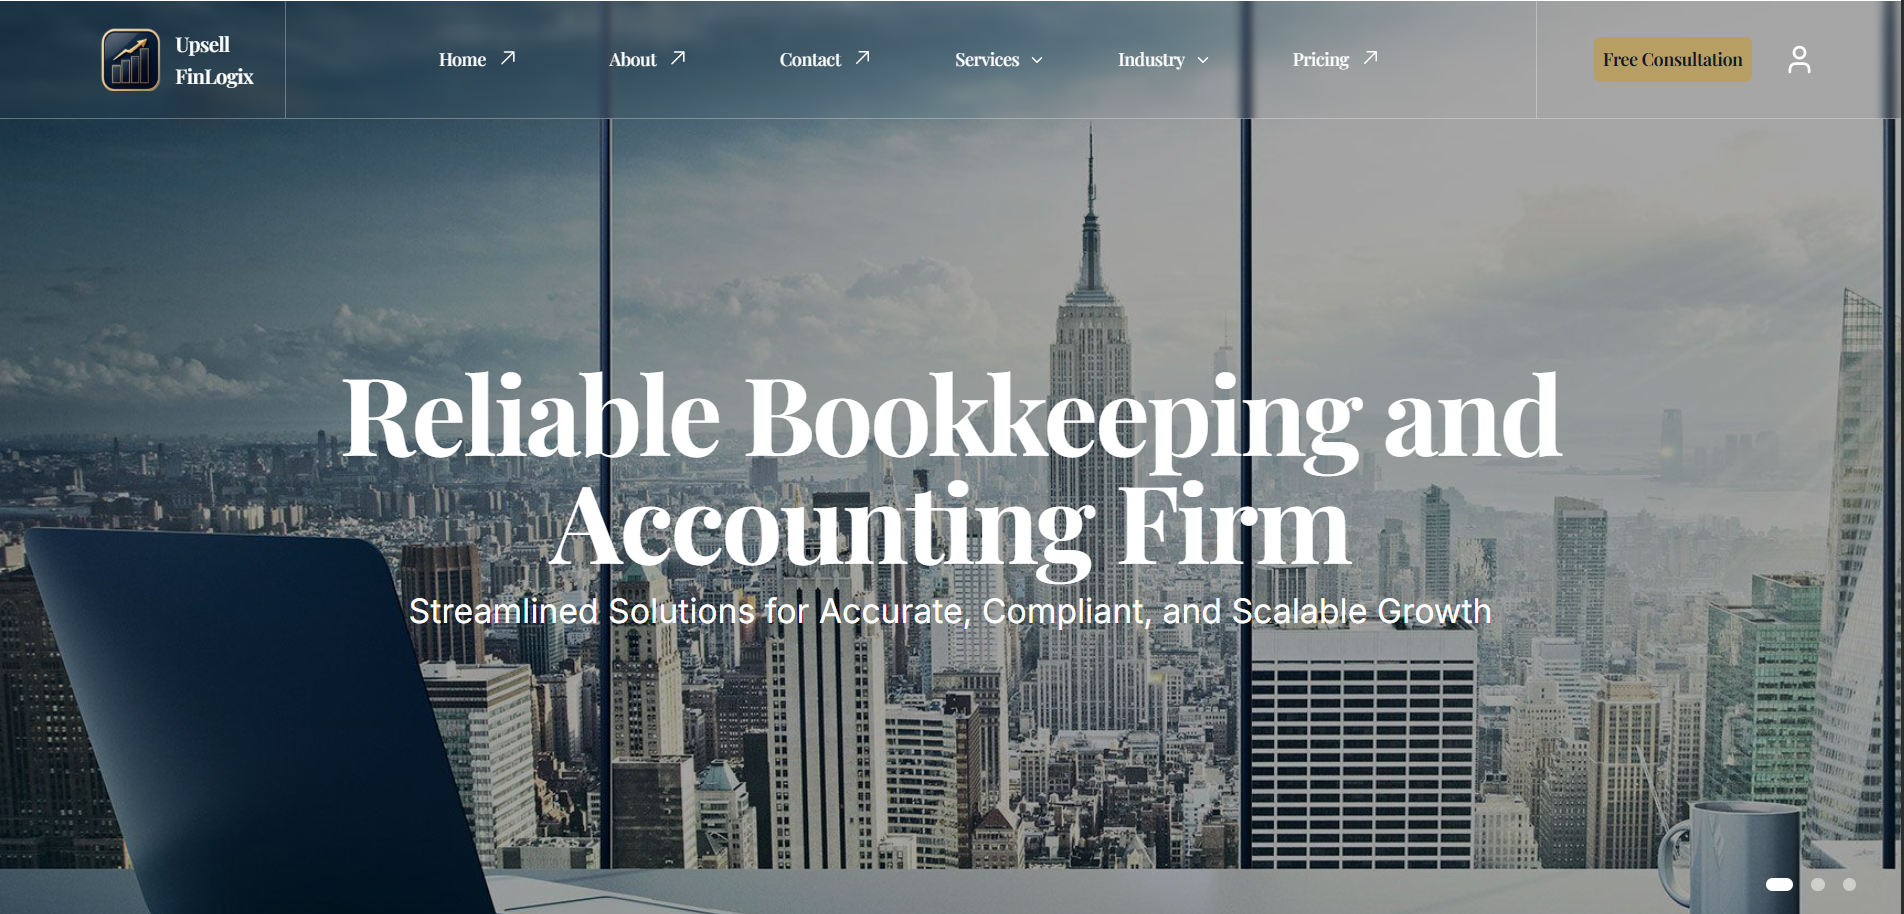 Upsell
FinLogix
Home
About
Contact
Services
Industry
Pricing
Free Consultation
Reliable Bookkeeping and
Accounting Firm
Streamlined Solutions for Accurate, Compliant, and Scalable Growth